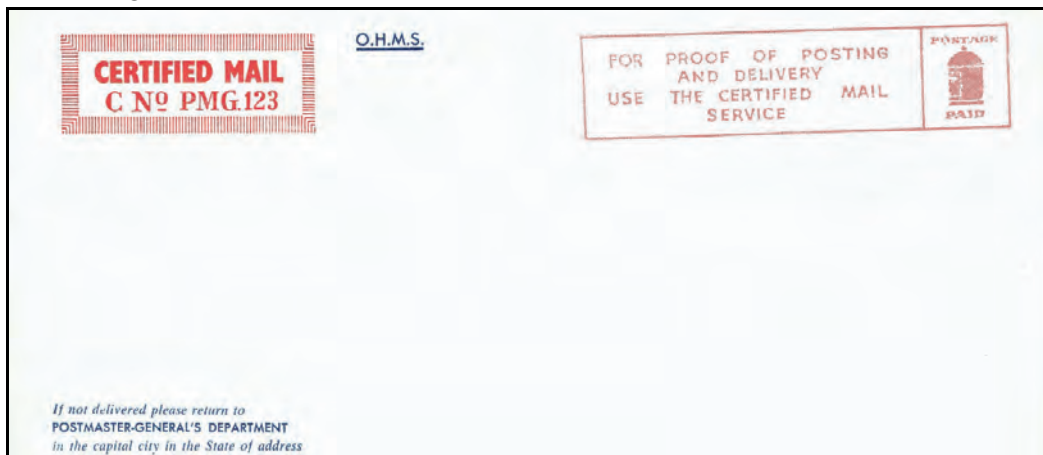 CERTIFIED MAIL
C Nº PMG.123
O.H.M.S.
FOR PROOF OF POSTING
AND DELIVERY
USE THE CERTIFIED MAIL
SERVICE
POSTAGE
PAID
If not delivered please return to
POSTMASTER-GENERAL'S DEPARTMENT
in the capital city in the State of address